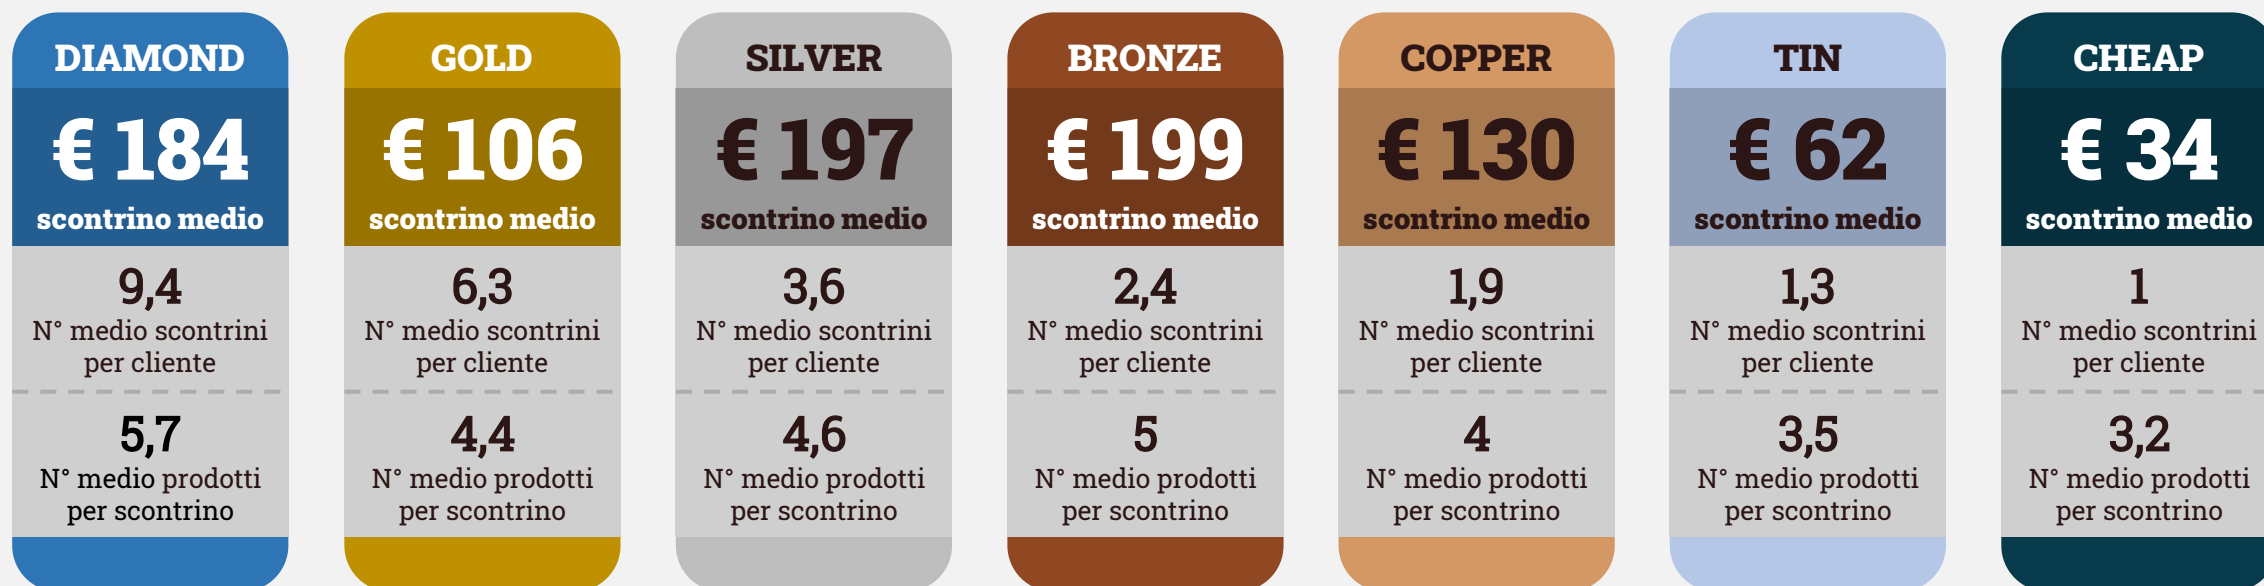 DIAMOND
€ 184
scontrino medio
9,4
N° medio scontrini
per cliente
5,7
N° medio prodotti
per scontrino
GOLD
€ 106
scontrino medio
6,3
N° medio scontrini
per cliente
4,4
N° medio prodotti
per scontrino
SILVER
€ 197
scontrino medio
3,6
N° medio scontrini
per cliente
4,6
N° medio prodotti
per scontrino
BRONZE
€ 199
scontrino medio
2,4
N° medio scontrini
per cliente
5
N° medio prodotti
per scontrino
COPPER
€ 130
scontrino medio
1,9
N° medio scontrini
per cliente
4
N° medio prodotti
per scontrino
TIN
€ 62
scontrino medio
1,3
N° medio scontrini
per cliente
3,5
N° medio prodotti
per scontrino
CHEAP
€ 34
scontrino medio
1
N° medio scontrini
per cliente
3,2
N° medio prodotti
per scontrino